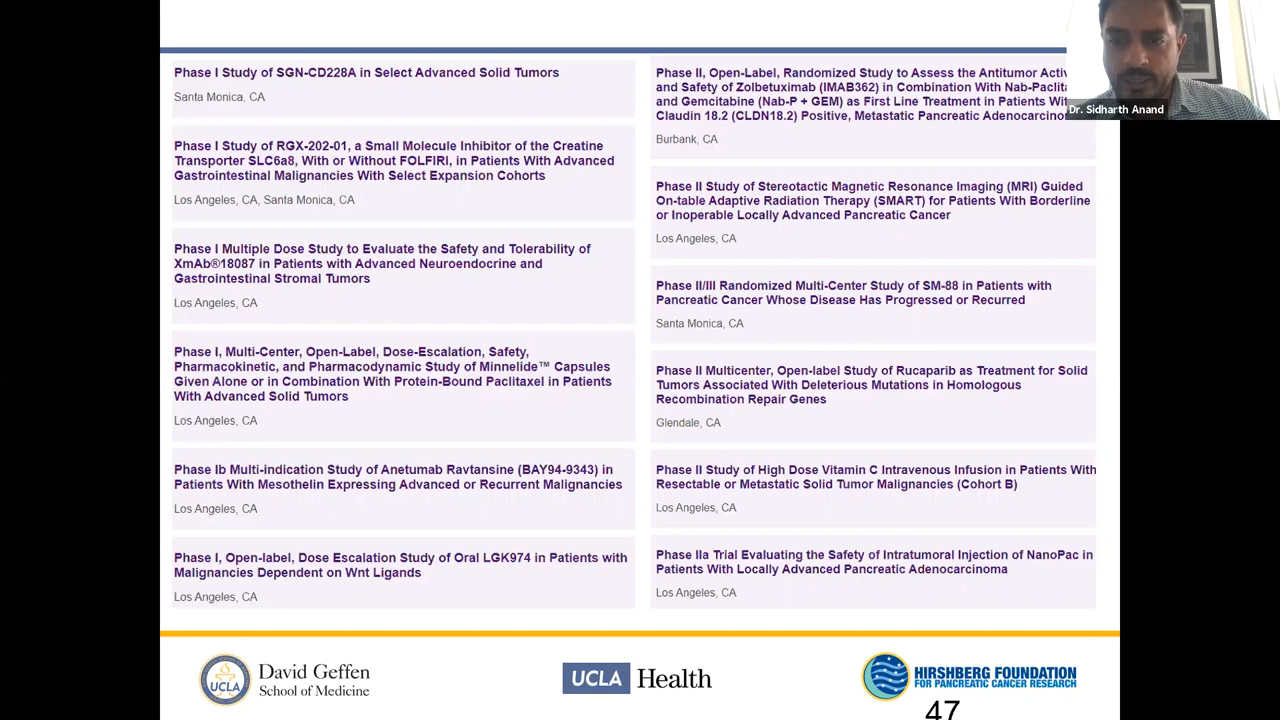 Phase I Study of SGN-CD228A in Select Advanced Solid Tumors
Santa Monica, CA
Phase I Study of RGX-202-01, a Small Molecule Inhibitor of the Creatine
Transporter SLC6a8, With or Without FOLFIRI, in Patients With Advanced
Gastrointestinal Malignancies With Select Expansion Cohorts
Los Angeles, CA, Santa Monica, CA
Phase I Multiple Dose Study to Evaluate the Safety and Tolerability of
XmAb®18087 in Patients with Advanced Neuroendocrine and
Gastrointestinal Stromal Tumors
Los Angeles, CA
Phase I, Multi-Center, Open-Label, Dose-Escalation, Safety,
Pharmacokinetic, and Pharmacodynamic Study of Minnelide™ Capsules
Given Alone or in Combination With Protein-Bound Paclitaxel in Patients
With Advanced Solid Tumors
Los Angeles, CA
Phase Ib Multi-indication Study of Anetumab Ravtansine (BAY94-9343) in
Patients With Mesothelin Expressing Advanced or Recurrent Malignancies
Los Angeles, CA
Phase I, Open-label, Dose Escalation Study of Oral LGK974 in Patients with
Malignancies Dependent on Wnt Ligands
Los Angeles, CA
Phase II, Open-Label, Randomized Study to Assess the Antitumor
and Safety of Zolbetuximab (IMAB362) in Combination With
and Gemcitabine (Nab-P + GEM) as First Line Treatment in Patients
Claudin 18.2 (CLDN18.2) Positive, Metastatic Pancreatic
Burbank, CA
Phase II Study of Stereotactic Magnetic Resonance Imaging (MRI) Guided
On-table Adaptive Radiation Therapy (SMART) for Patients With Borderline
or Inoperable Locally Advanced Pancreatic Cancer
Los Angeles, CA
Phase II/III Randomized Multi-Center Study of SM-88 in Patients with
Pancreatic Cancer Whose Disease Has Progressed or Recurred
Santa Monica, CA
Phase II Multicenter, Open-label Study of Rucaparib as Treatment for Solid
Tumors Associated With Deleterious Mutations in Homologous
Recombination Repair Genes
Glendale, CA
Phase II Study of High Dose Vitamin C Intravenous Infusion in Patients With
Resectable or Metastatic Solid Tumor Malignancies (Cohort B)
Los Angeles, CA
Phase IIa Trial Evaluating the Safety of Intratumoral Injection of NanoPac in
Patients With Locally Advanced Pancreatic Adenocarcinoma
Los Angeles, CA
Dr. Sidharth Anand
UCLA
David Geffen
School of Medicine
UCLA Health
HIRSHBERG FOUNDATION
FOR PANCREATIC CANCER RESEARCH
47